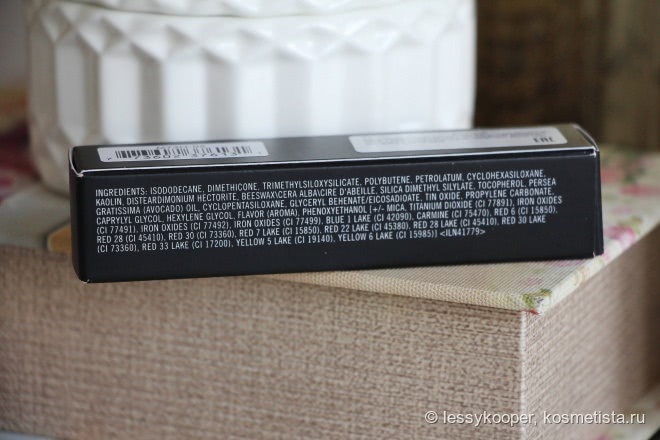 7 73602 37813
ЕАС
INGREDIENTS: ISODODECANE, DIMETHICONE, TRIMETHYLSILOXYSILICATE, POLYBUTENE, PETROLATUM, CYCLOHEXASILOXANE,
KAOLIN, DISTEARDIMONIUM HECTORITE, BEESWAX\CERA ALBA\CIRE D'ABEILLE, SILICA DIMETHYL SILYLATE, TOCOPHEROL, PERSEA
GRATISSIMA (AVOCADO) OIL, CYCLOPENTASILOXANE, GLYCERYL BEHENATE/EICOSADIOATE, TIN OXIDE, PROPYLENE CARBONATE,
CAPRYLYL GLYCOL, HEXYLENE GLYCOL, FLAVOR (AROMA), PHENOXYETHANOL [+/- MICA, TITANIUM DIOXIDE (CI 77891), IRON OXIDES
(CI 77491), IRON OXIDES (CI 77492), IRON OXIDES (CI 77499), BLUE 1 LAKE (CI 42090), CARMINE (CI 75470), RED 6 (CI 15850),
RED 28 (CI 45410), RED 30 (CI 73360), RED 7 LAKE (CI 15850), RED 22 LAKE (CI 45380), RED 28 LAKE (CI 45410), RED 30 LAKE
(CI 73360), RED 33 LAKE (CI 17200), YELLOW 5 LAKE (CI 19140), YELLOW 6 LAKE (CI 15985)] <ILN41779>
© lessykooper, kosmetista.ru